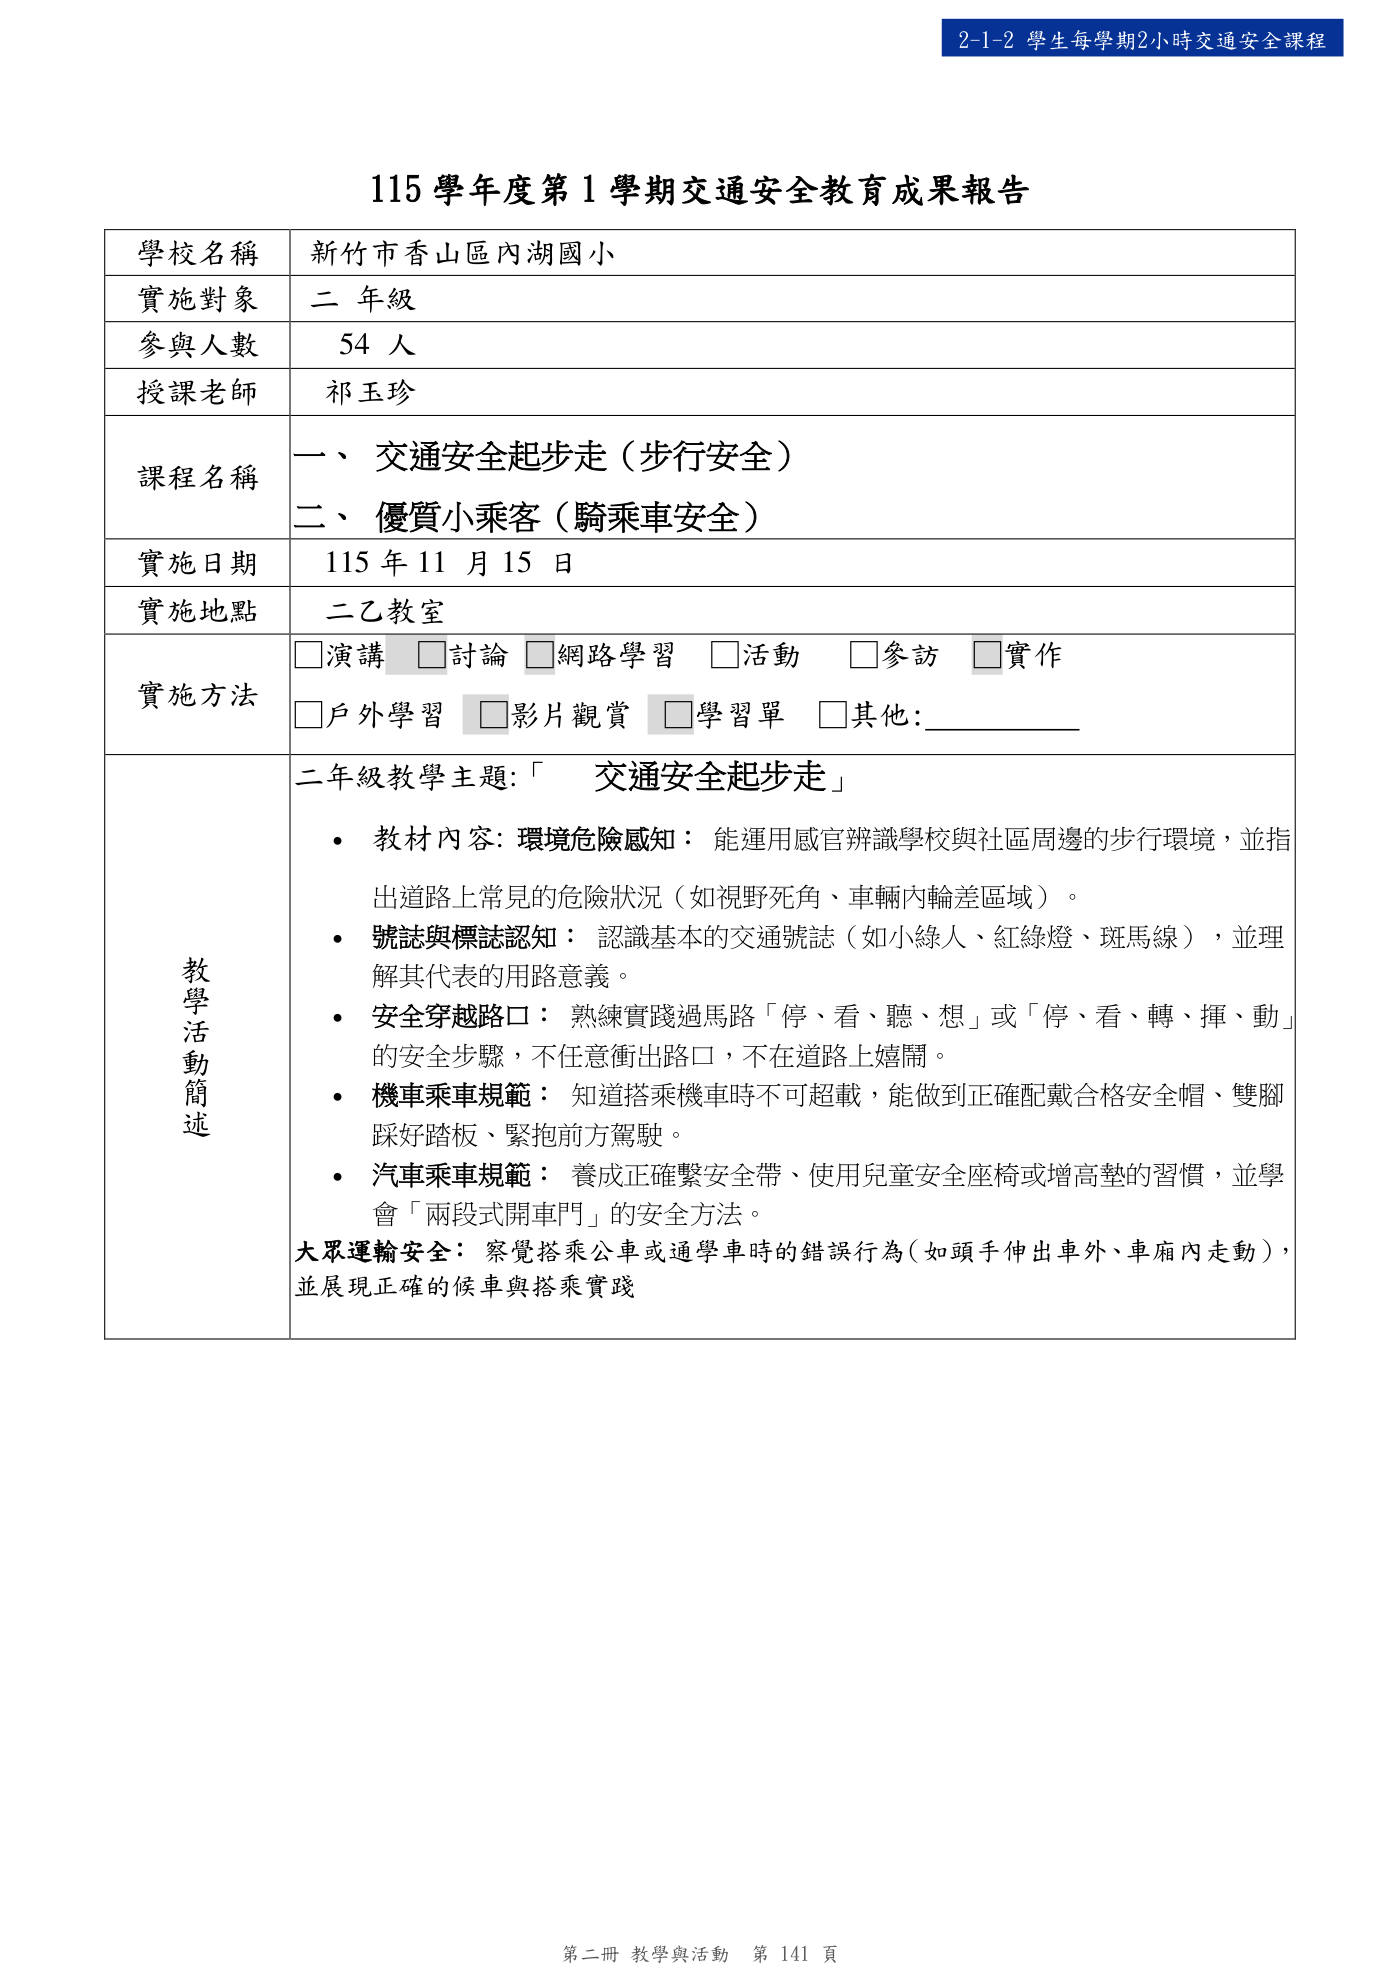 2-1-2 學生每學期2小時交通安全課程
115 學年度第 1 學期交通安全教育成果報告
學校名稱 新竹市香山區內湖國小
實施對象 二 年級
參與人數 54 人
授課老師 祁玉珍
課程名稱
一、 交通安全起步走（步行安全）
二、 優質小乘客（騎乘車安全）
實施日期 115 年 11 月 15 日
實施地點 二乙教室
實施方法
□演講 □討論 □網路學習 □活動 □參訪 □實作
□戶外學習 □影片觀賞 □學習單 □其他:__________
教學活動簡述
二年級教學主題:「 交通安全起步走」
• 教材內容: 環境危險感知： 能運用感官辨識學校與社區周邊的步行環境，並指
出道路上常見的危險狀況（如視野死角、車輛內輪差區域）。
• 號誌與標誌認知： 認識基本的交通號誌（如小綠人、紅綠燈、斑馬線），並理
解其代表的用路意義。
• 安全穿越路口： 熟練實踐過馬路「停、看、聽、想」或「停、看、轉、揮、動」
的安全步驟，不任意衝出路口，不在道路上嬉鬧。
• 機車乘車規範： 知道搭乘機車時不可超載，能做到正確配戴合格安全帽、雙腳
踩好踏板、緊抱前方駕駛。
• 汽車乘車規範： 養成正確繫安全帶、使用兒童安全座椅或增高墊的習慣，並學
會「兩段式開車門」的安全方法。
大眾運輸安全： 察覺搭乘公車或通學車時的錯誤行為（如頭手伸出車外、車廂內走動），
並展現正確的候車與搭乘實踐
第二冊 教學與活動 第 141 頁